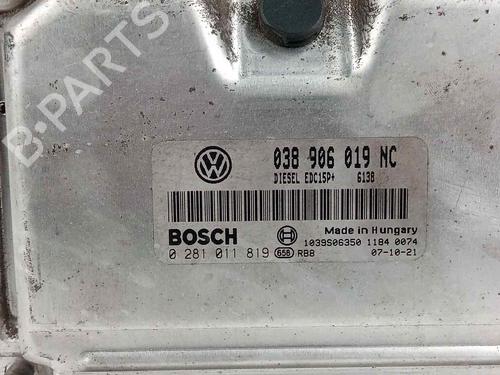 B-PARTS
038 906 019 NC
DIESEL EDC15P+ 6138
BOSCH
Made in Hungary
1039S06350 1184 0074
0 281 011 819 656 RB8 07-10-21